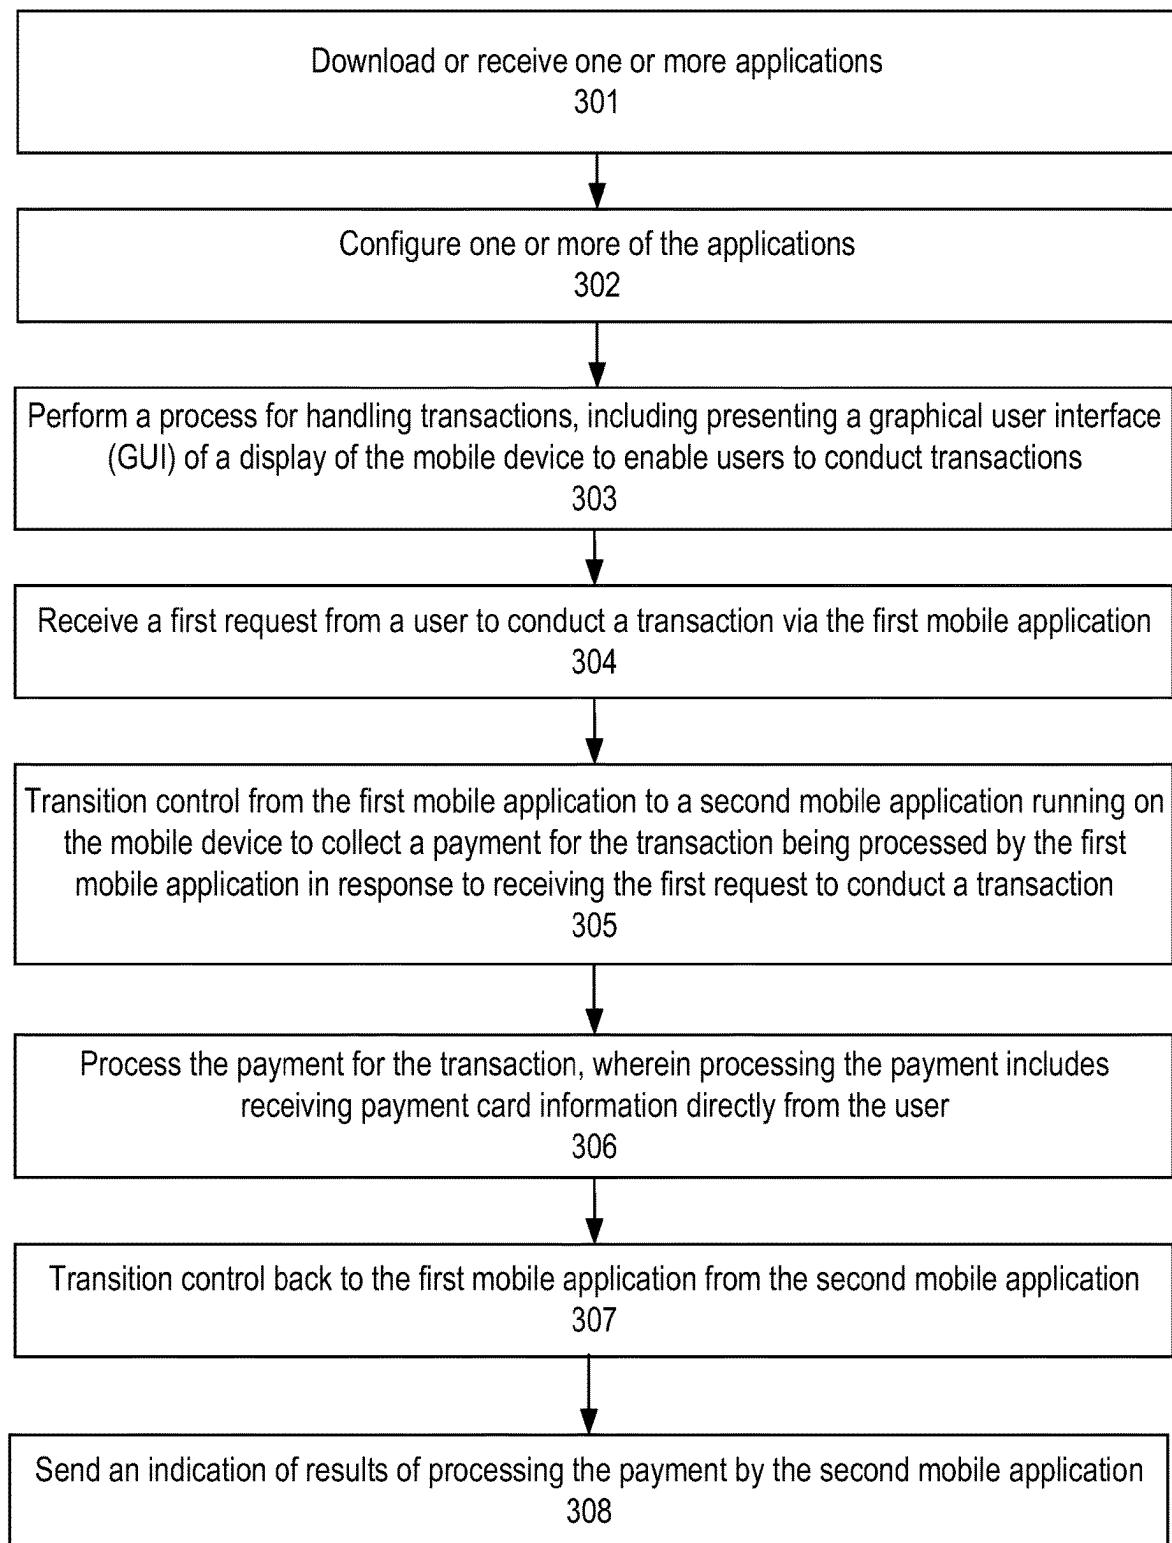 Download or receive one or more applications
301
Configure one or more of the applications
302
Perform a process for handling transactions, including presenting a graphical user interface
(GUI) of a display of the mobile device to enable users to conduct transactions
303
Receive a first request from a user to conduct a transaction via the first mobile application
304
Transition control from the first mobile application to a second mobile application running on
the mobile device to collect a payment for the transaction being processed by the first
mobile application in response to receiving the first request to conduct a transaction
305
Process the payment for the transaction, wherein processing the payment includes
receiving payment card information directly from the user
306
Transition control back to the first mobile application from the second mobile application
307
Send an indication of results of processing the payment by the second mobile application
308